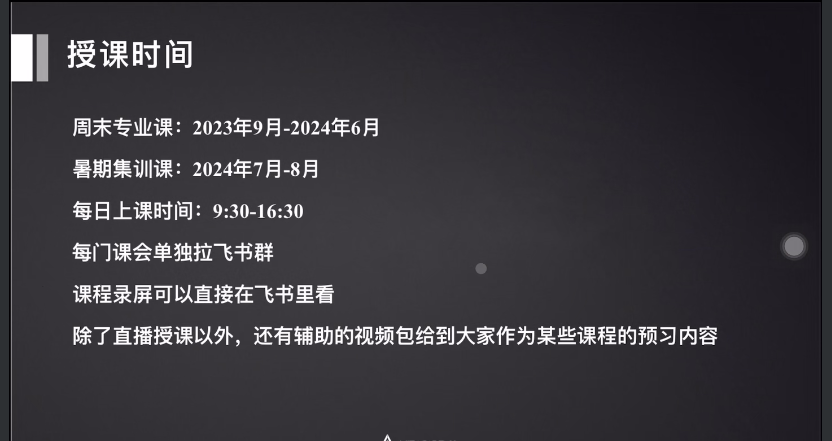 授课时间
周末专业课：2023年9月-2024年6月
暑期集训课：2024年7月-8月
每日上课时间：9:30-16:30
每门课会单独拉飞书群
课程录屏可以直接在飞书里看
除了直播授课以外，还有辅助的视频包给到大家作为某些课程的预习内容